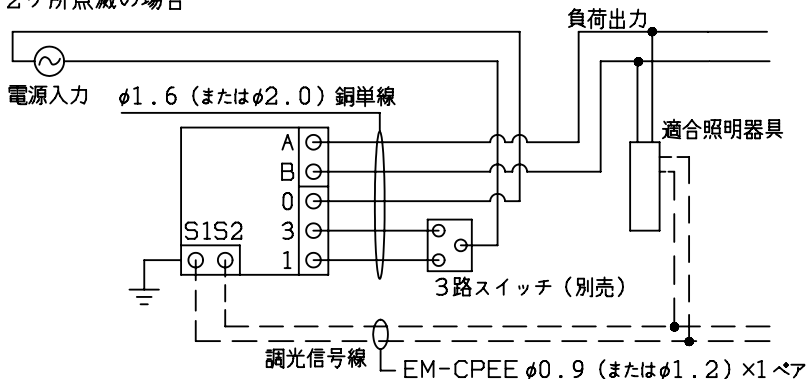 2ヶ所点滅の場合
負荷出力
電源入力
φ1.6（またはφ2.0）銅単線
適合照明器具
A
B
0
3
1
S1S2
3路スイッチ（別売）
調光信号線
EM-CPEE φ0.9（またはφ1.2）×1ペア